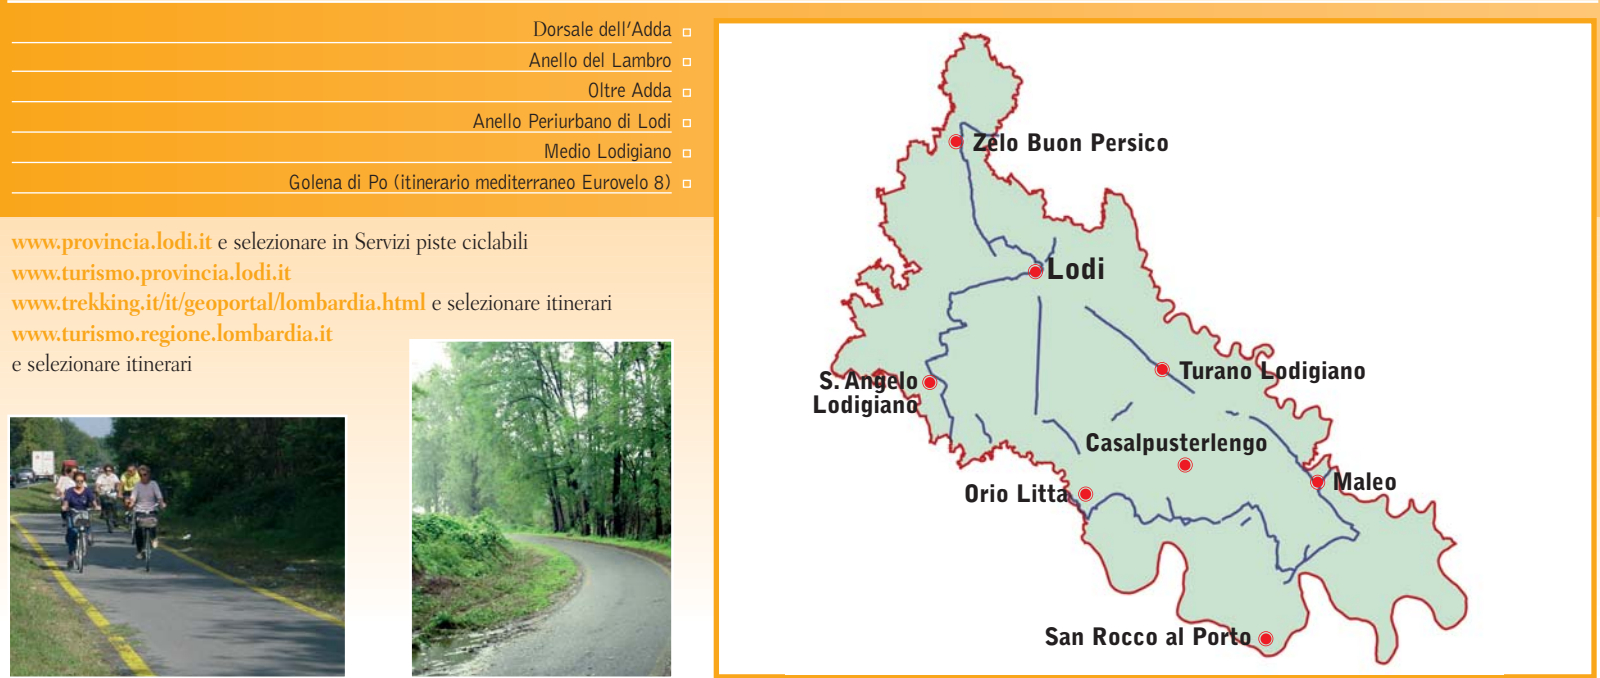 Dorsale dell'Adda
Anello del Lambro
Oltre Adda
Anello Periurbano di Lodi
Medio Lodigiano
Golena di Po (itinerario mediterraneo Eurovelo 8)
www.provincia.lodi.it e selezionare in Servizi piste ciclabili
www.turismo.provincia.lodi.it
www.trekking.it/it/geoportal/lombardia.html e selezionare itinerari
www.turismo.regione.lombardia.it
e selezionare itinerari
Zelo Buon Persico
Lodi
Turano Lodigiano
S. Angelo
Lodigiano
Casalpusterlengo
Maleo
Orio Litta
San Rocco al Porto